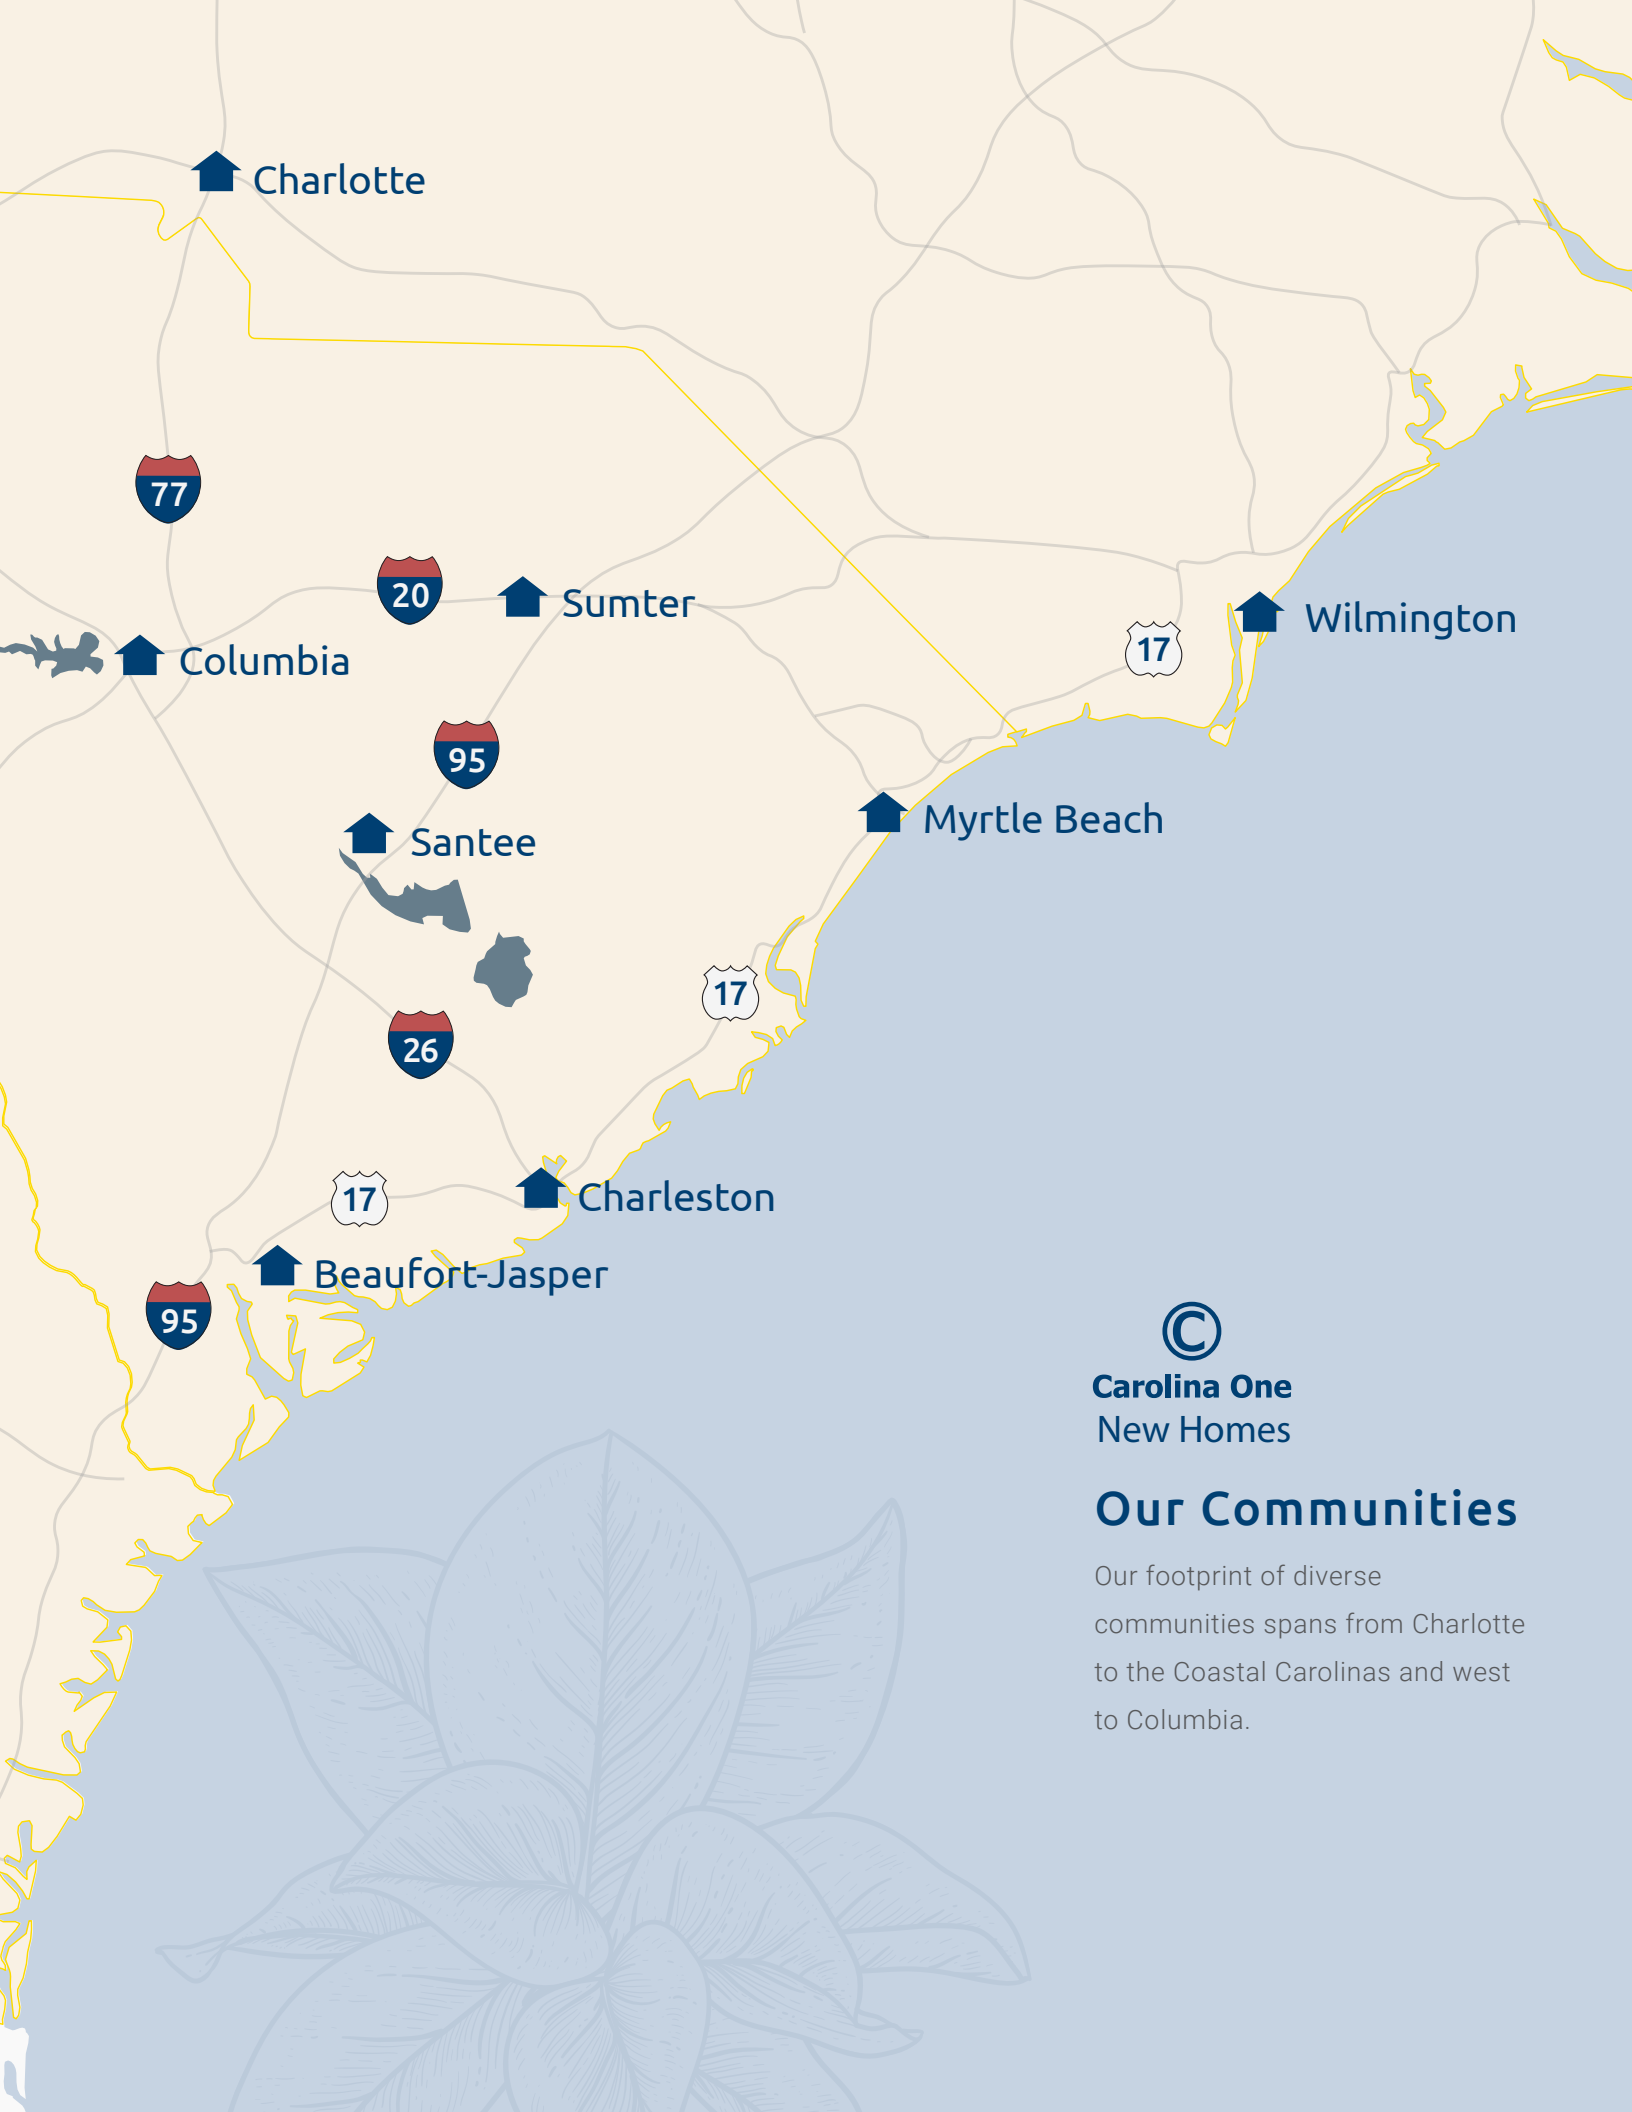 Charlotte
77
20
Sumter
Wilmington
17
Columbia
95
Myrtle Beach
Santee
17
26
17
Charleston
Beaufort-Jasper
95
©
Carolina One
New Homes
Our Communities
Our footprint of diverse
communities spans from Charlotte
to the Coastal Carolinas and west
to Columbia.